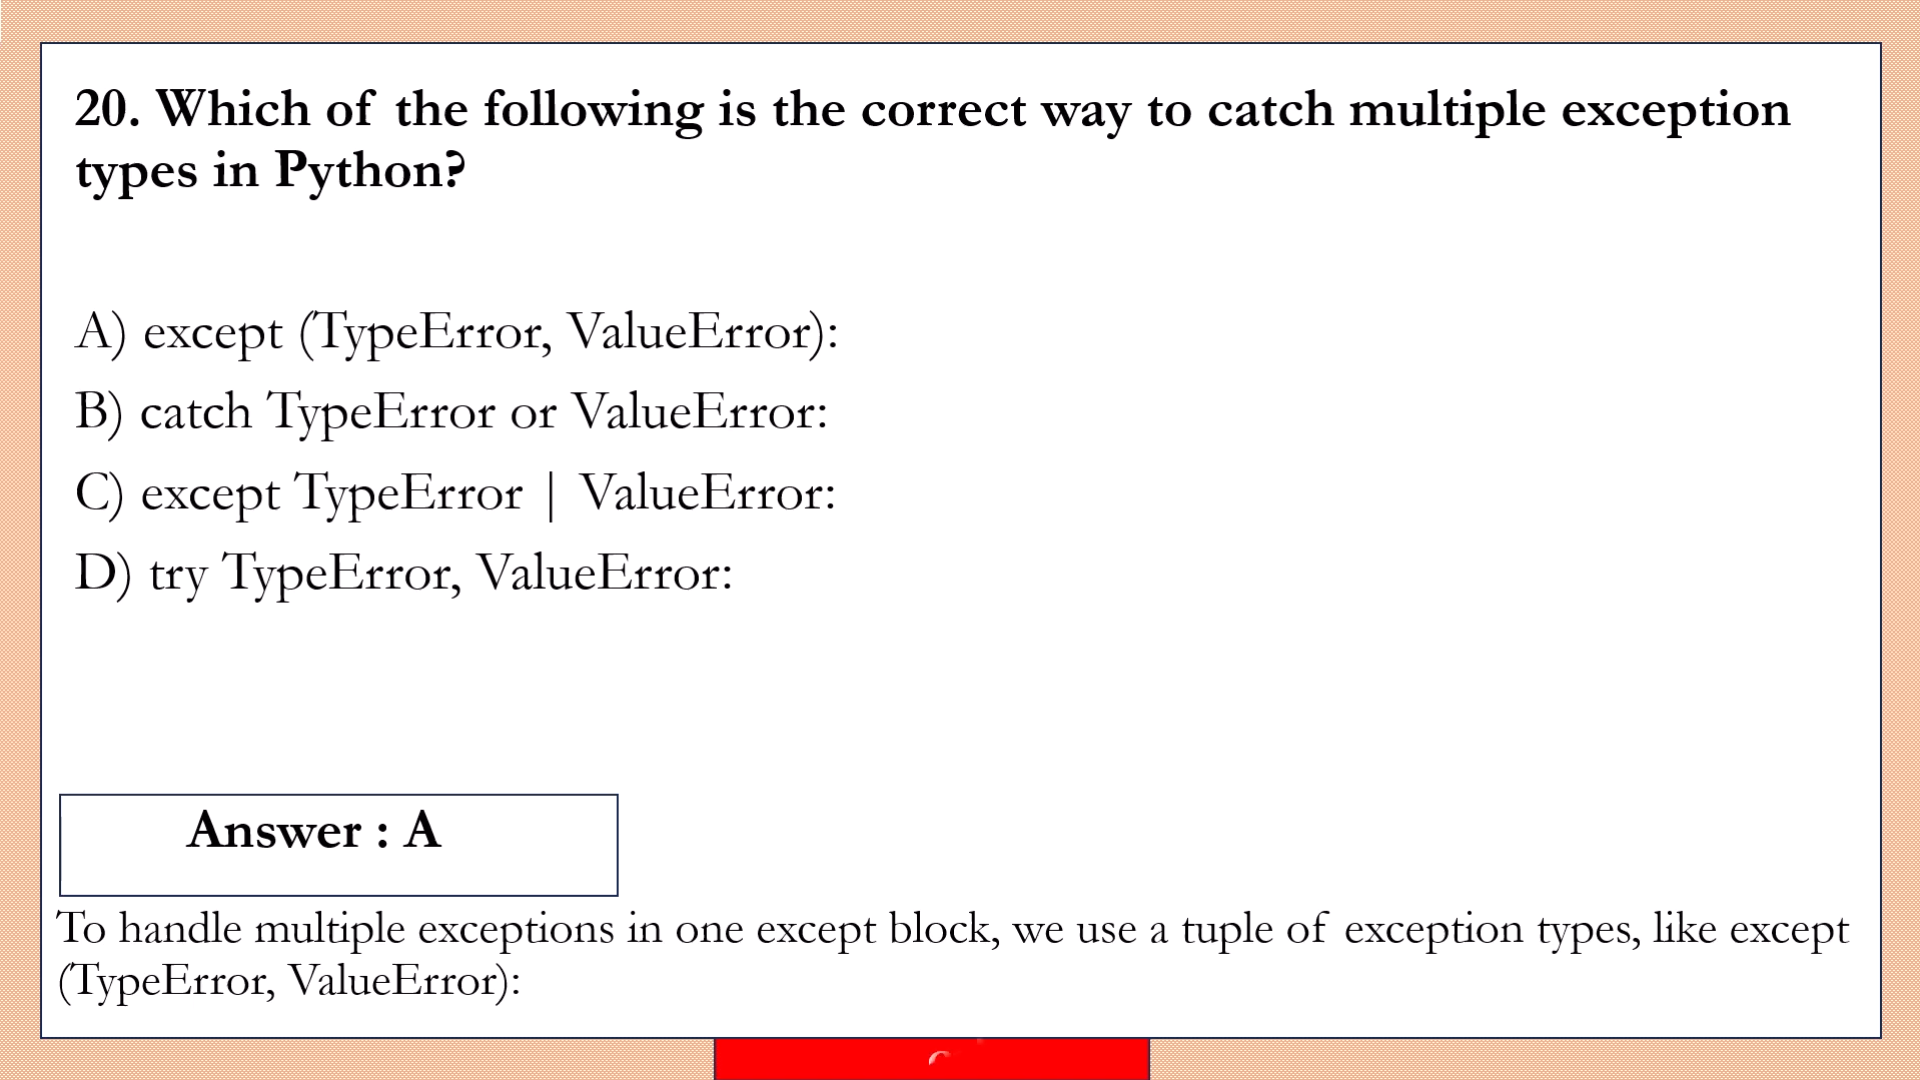 20. Which of the following is the correct way to catch multiple exception
types in Python?
A) except (TypeError, ValueError):
B) catch TypeError or ValueError:
C) except TypeError | ValueError:
D) try TypeError, ValueError:
Answer : A
To handle multiple exceptions in one except block, we use a tuple of exception types, like except
(TypeError, ValueError):